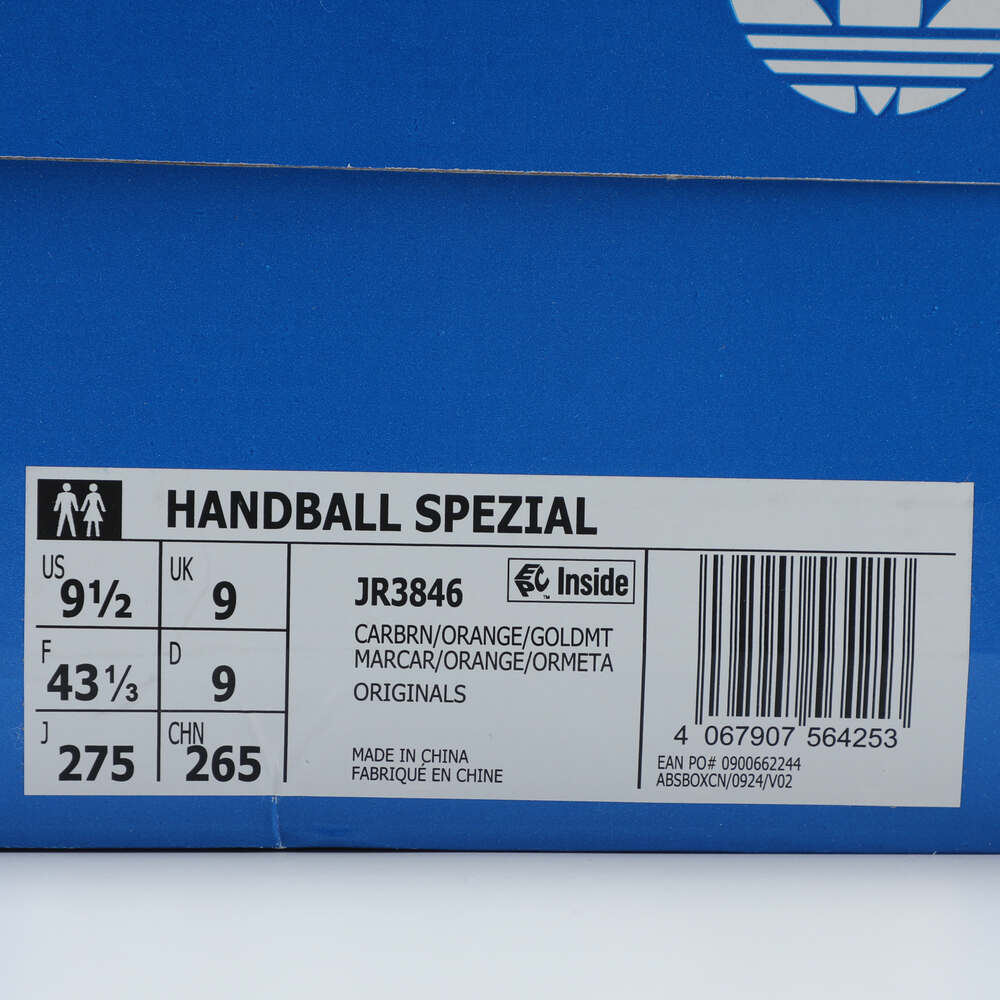 HANDBALL SPEZIAL
US 9½ UK 9
F 43⅓ D 9
J 275 CHN 265
JR3846 EPC™ Inside
CARBRN/ORANGE/GOLDMT
MARCAR/ORANGE/ORMETA
ORIGINALS
MADE IN CHINA
FABRIQUÉ EN CHINE
4 067907 564253
EAN PO# 0900662244
ABSBOXCN/0924/V02